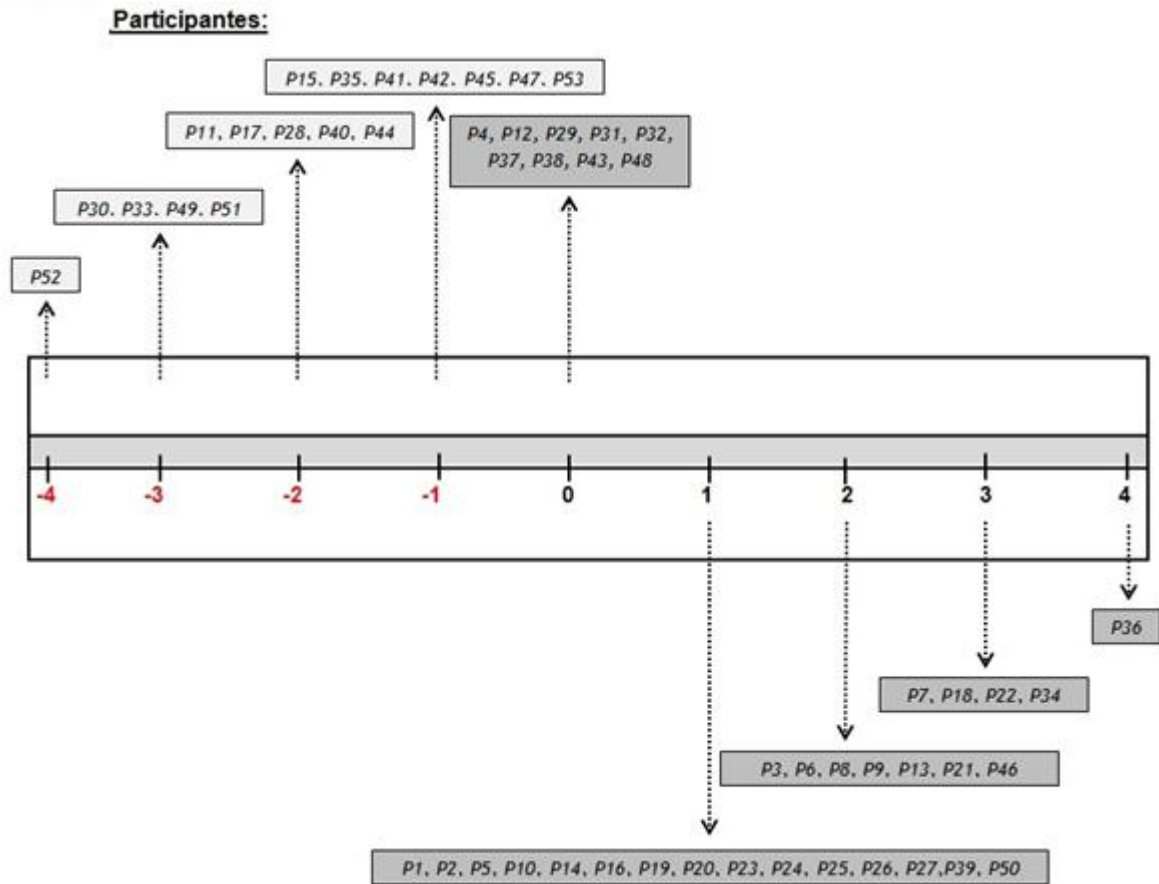 Participantes:
P15. P35. P41. P42. P45. P47. P53
P11, P17, P28, P40, P44
P4, P12, P29, P31, P32,
P37, P38, P43, P48
P30. P33. P49. P51
P52
-4 -3 -2 -1 0 1 2 3 4
P36
P7, P18, P22, P34
P3, P6, P8, P9, P13, P21, P46
P1, P2, P5, P10, P14, P16, P19, P20, P23, P24, P25, P26, P27,P39, P50